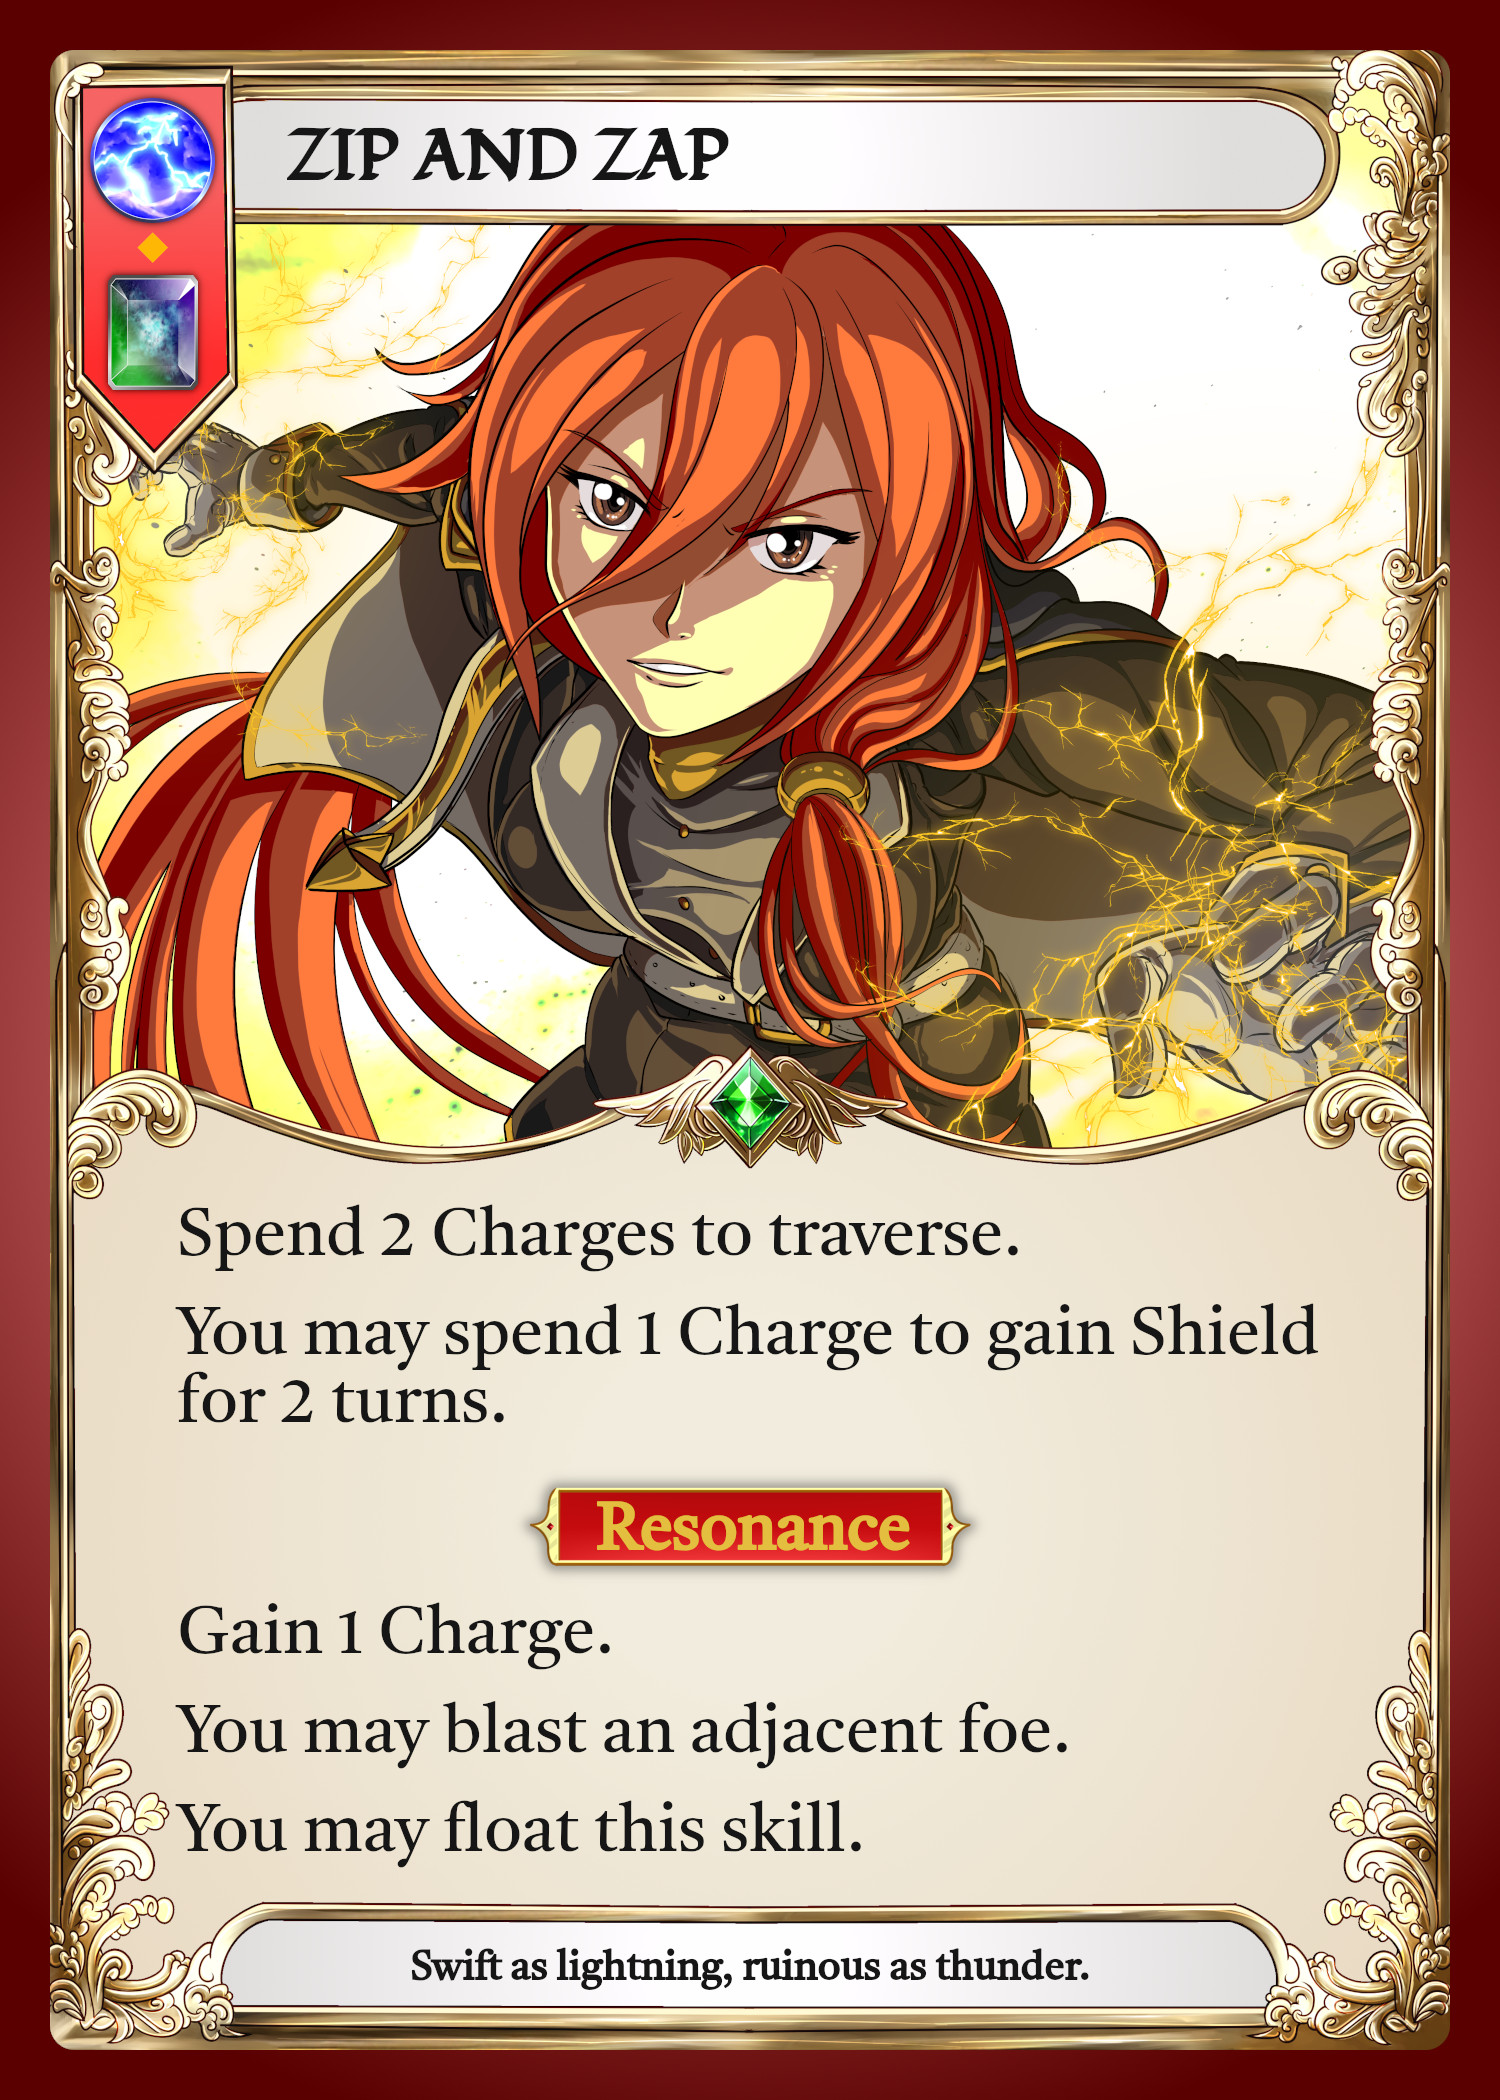 ZIP AND ZAP
Spend 2 Charges to traverse.
You may spend 1 Charge to gain Shield
for 2 turns.
Resonance
Gain 1 Charge.
You may blast an adjacent foe.
You may float this skill.
Swift as lightning, ruinous as thunder.